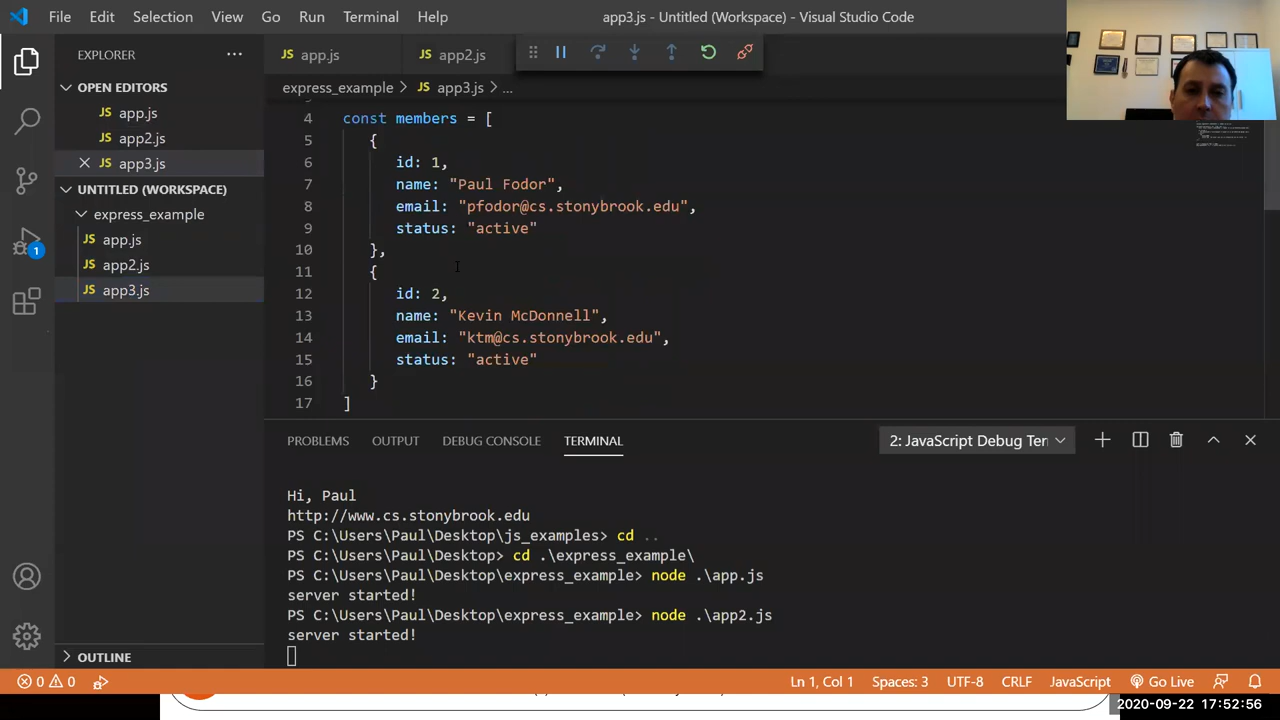 File Edit Selection View Go Run Terminal Help
app3.js - Untitled (Workspace) - Visual Studio Code
EXPLORER
OPEN EDITORS
JS app.js
JS app2.js
JS app3.js
UNTITLED (WORKSPACE)
express_example
JS app.js
JS app2.js
JS app3.js
OUTLINE
1
JS app.js
JS app2.js
express_example > JS app3.js > ...
4 const members = [
5 {
6 id: 1,
7 name: "Paul Fodor",
8 email: "pfodor@cs.stonybrook.edu",
9 status: "active"
10 },
11 {
12 id: 2,
13 name: "Kevin McDonnell",
14 email: "ktm@cs.stonybrook.edu",
15 status: "active"
16 }
17 ]
PROBLEMS OUTPUT DEBUG CONSOLE TERMINAL
2: JavaScript Debug Ter
Hi, Paul
http://www.cs.stonybrook.edu
PS C:\Users\Paul\Desktop\js_examples> cd ..
PS C:\Users\Paul\Desktop> cd .\express_example\
PS C:\Users\Paul\Desktop\express_example> node .\app.js
server started!
PS C:\Users\Paul\Desktop\express_example> node .\app2.js
server started!
0 0
Ln 1, Col 1 Spaces: 3 UTF-8 CRLF JavaScript Go Live
2020-09-22 17:52:56